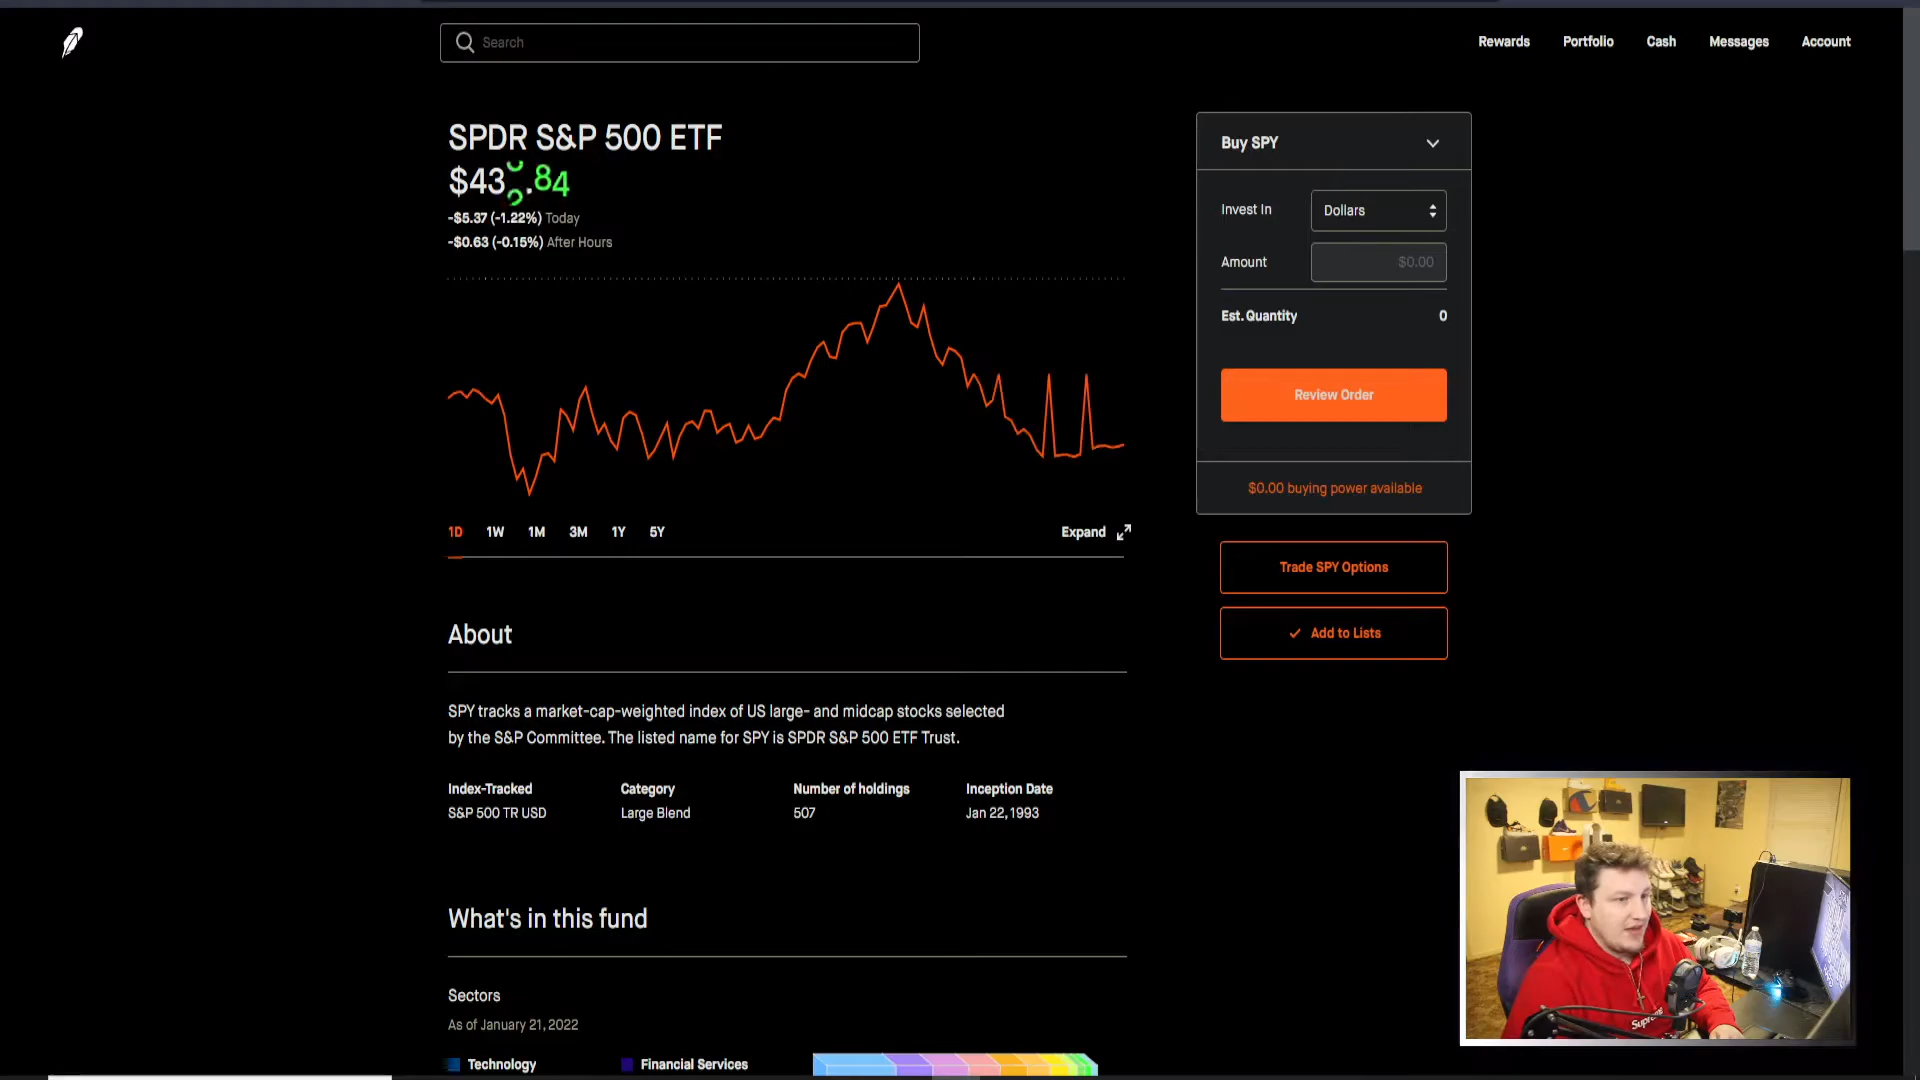 Search
Rewards Portfolio Cash Messages Account
SPDR S&P 500 ETF
-$5.37 (-1.22%) Today
-$0.63 (-0.15%) After Hours
1D 1W 1M 3M 1Y 5Y Expand
Buy SPY
Invest In Dollars
Amount $0.00
Est. Quantity 0
Review Order
$0.00 buying power available
Trade SPY Options
Add to Lists
About
SPY tracks a market-cap-weighted index of US large- and midcap stocks selected
by the S&P Committee. The listed name for SPY is SPDR S&P 500 ETF Trust.
Index-Tracked Category Number of holdings Inception Date
S&P 500 TR USD Large Blend 507 Jan 22, 1993
What's in this fund
Sectors
As of January 21, 2022
Technology Financial Services